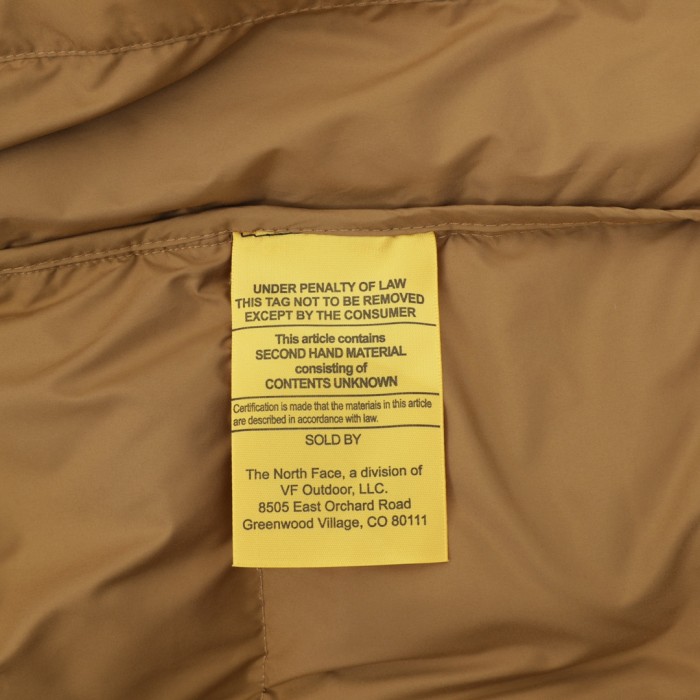 UNDER PENALTY OF LAW
THIS TAG NOT TO BE REMOVED
EXCEPT BY THE CONSUMER
This article contains
SECOND HAND MATERIAL
consisting of
CONTENTS UNKNOWN
Certification is made that the materials in this article
are described in accordance with law.
SOLD BY
The North Face, a division of
VF Outdoor, LLC.
8505 East Orchard Road
Greenwood Village, CO 80111